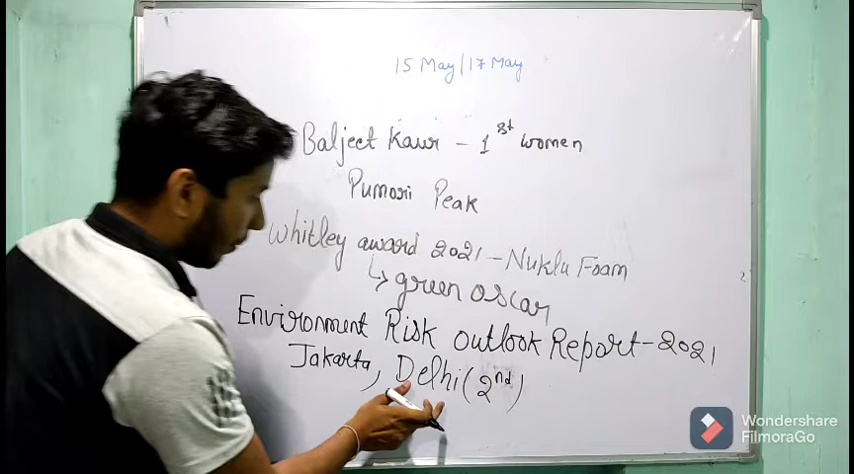 15 May/17 May
Baljeet Kaur - 1st women
Pumori Peak
Whitley award 2021 - Nuklu Foam
↳ green oscar
Environment Risk outlook Report - 2021
Jakarta, Delhi (2nd)
Wondershare
FilmoraGo